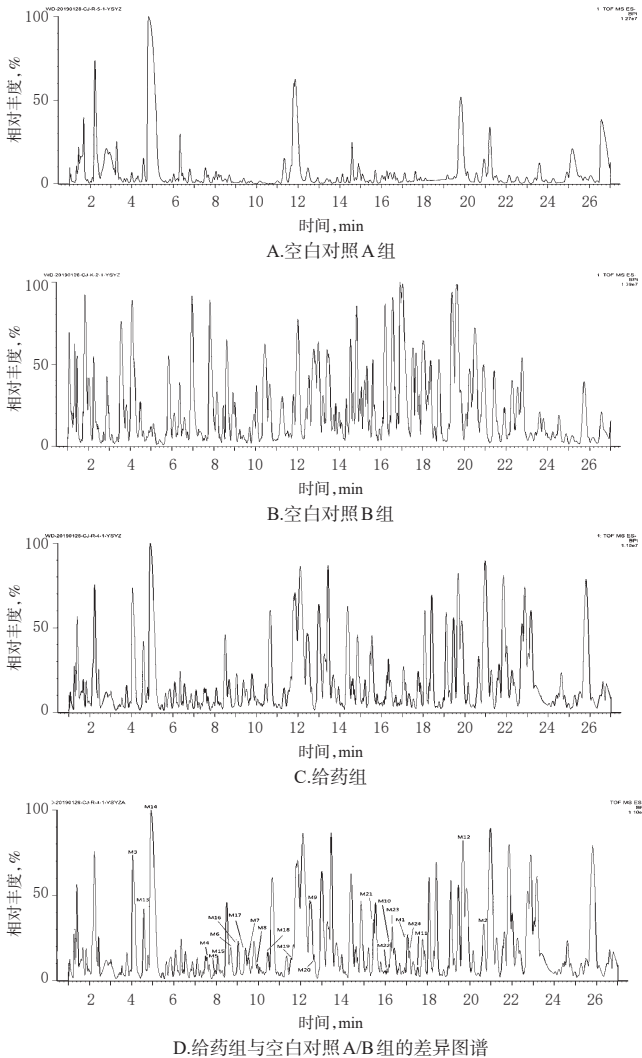 WD-20190128-CJ-R-5-1-YSYZ
1: TOF MS ES-
BPI
1.27e7
100
50
0
相对丰度,%
2 4 6 8 10 12 14 16 18 20 22 24 26
时间,min
A.空白对照A组
1: TOF MS ES-
BPI
100
50
0
相对丰度,%
2 4 6 8 10 12 14 16 18 20 22 24 26
时间,min
B.空白对照B组
WD-20190128-CJ-R-4-1-YSYZ
1: TOF MS ES-
BPI
1.10e7
100
50
0
相对丰度,%
2 4 6 8 10 12 14 16 18 20 22 24 26
时间,min
C.给药组
TOF MS ES-
100
50
0
相对丰度,%
M14
M3
M13
M16
M17
M7
M6
M8
M4
M15
M18
M19
M9
M20
M21
M10
M23
M1
M24
M22
M11
M12
M2
2 4 6 8 10 12 14 16 18 20 22 24 26
时间,min
D.给药组与空白对照A/B组的差异图谱